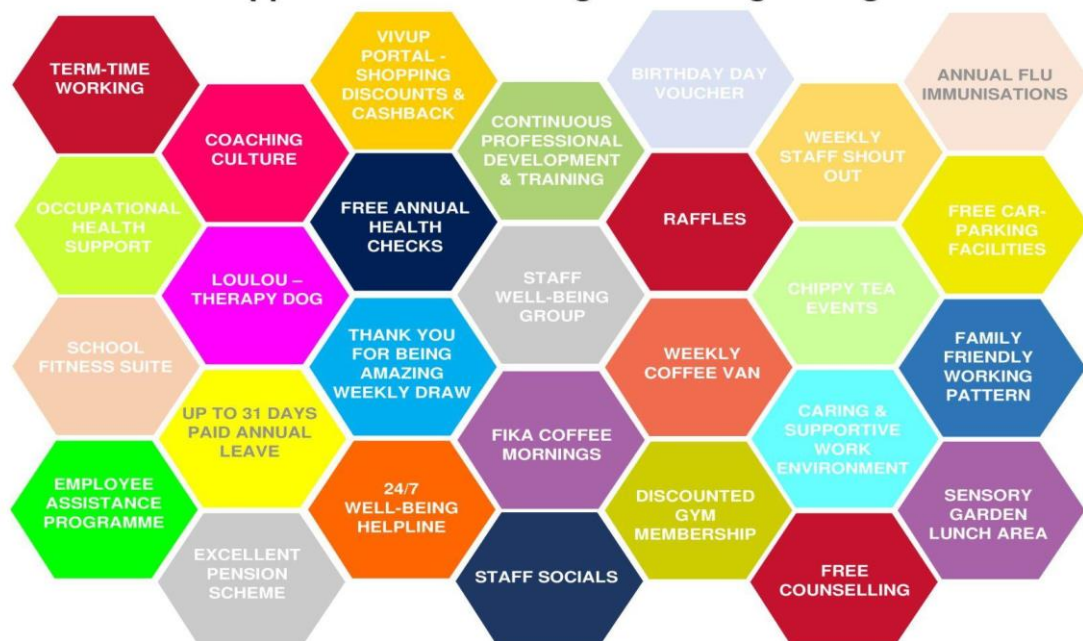 TERM-TIME
WORKING
VIVUP
PORTAL -
SHOPPING
DISCOUNTS &
CASHBACK
BIRTHDAY DAY
VOUCHER
ANNUAL FLU
IMMUNISATIONS
COACHING
CULTURE
CONTINUOUS
PROFESSIONAL
DEVELOPMENT
& TRAINING
WEEKLY
STAFF SHOUT
OUT
OCCUPATIONAL
HEALTH
SUPPORT
FREE ANNUAL
HEALTH
CHECKS
RAFFLES
FREE CAR-
PARKING
FACILITIES
LOULOU –
THERAPY DOG
STAFF
WELL-BEING
GROUP
CHIPPY TEA
EVENTS
SCHOOL
FITNESS SUITE
THANK YOU
FOR BEING
AMAZING
WEEKLY DRAW
WEEKLY
COFFEE VAN
FAMILY
FRIENDLY
WORKING
PATTERN
UP TO 31 DAYS
PAID ANNUAL
LEAVE
FIKA COFFEE
MORNINGS
CARING &
SUPPORTIVE
WORK
ENVIRONMENT
EMPLOYEE
ASSISTANCE
PROGRAMME
24/7
WELL-BEING
HELPLINE
DISCOUNTED
GYM
MEMBERSHIP
SENSORY
GARDEN
LUNCH AREA
EXCELLENT
PENSION
SCHEME
STAFF SOCIALS
FREE
COUNSELLING